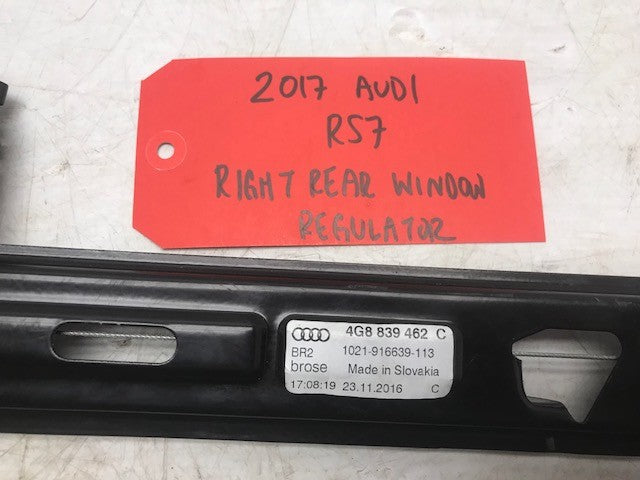 2017 AUDI
RS7
RIGHT REAR WINDOW
REGULATOR
4G8 839 462 C
BR2 1021-916639-113
brose Made in Slovakia
17:08:19 23.11.2016 C